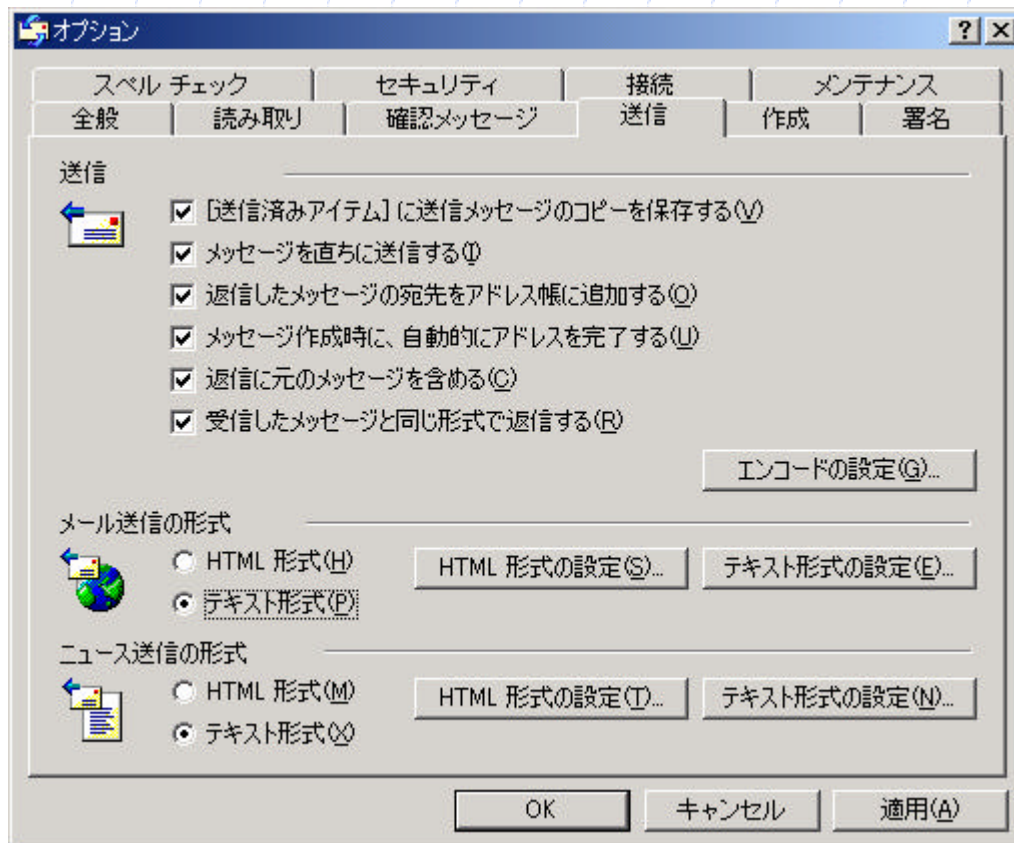 オプション
スペル チェック セキュリティ 接続 メンテナンス
全般 読み取り 確認メッセージ 送信 作成 署名
送信
[送信済みアイテム] に送信メッセージのコピーを保存する(V)
メッセージを直ちに送信する(I)
返信したメッセージの宛先をアドレス帳に追加する(O)
メッセージ作成時に、自動的にアドレスを完了する(U)
返信に元のメッセージを含める(C)
受信したメッセージと同じ形式で返信する(R)
エンコードの設定(G)...
メール送信の形式
HTML 形式(H) HTML 形式の設定(S)... テキスト形式の設定(E)...
テキスト形式(P)
ニュース送信の形式
HTML 形式(M) HTML 形式の設定(T)... テキスト形式の設定(N)...
テキスト形式(X)
OK キャンセル 適用(A)